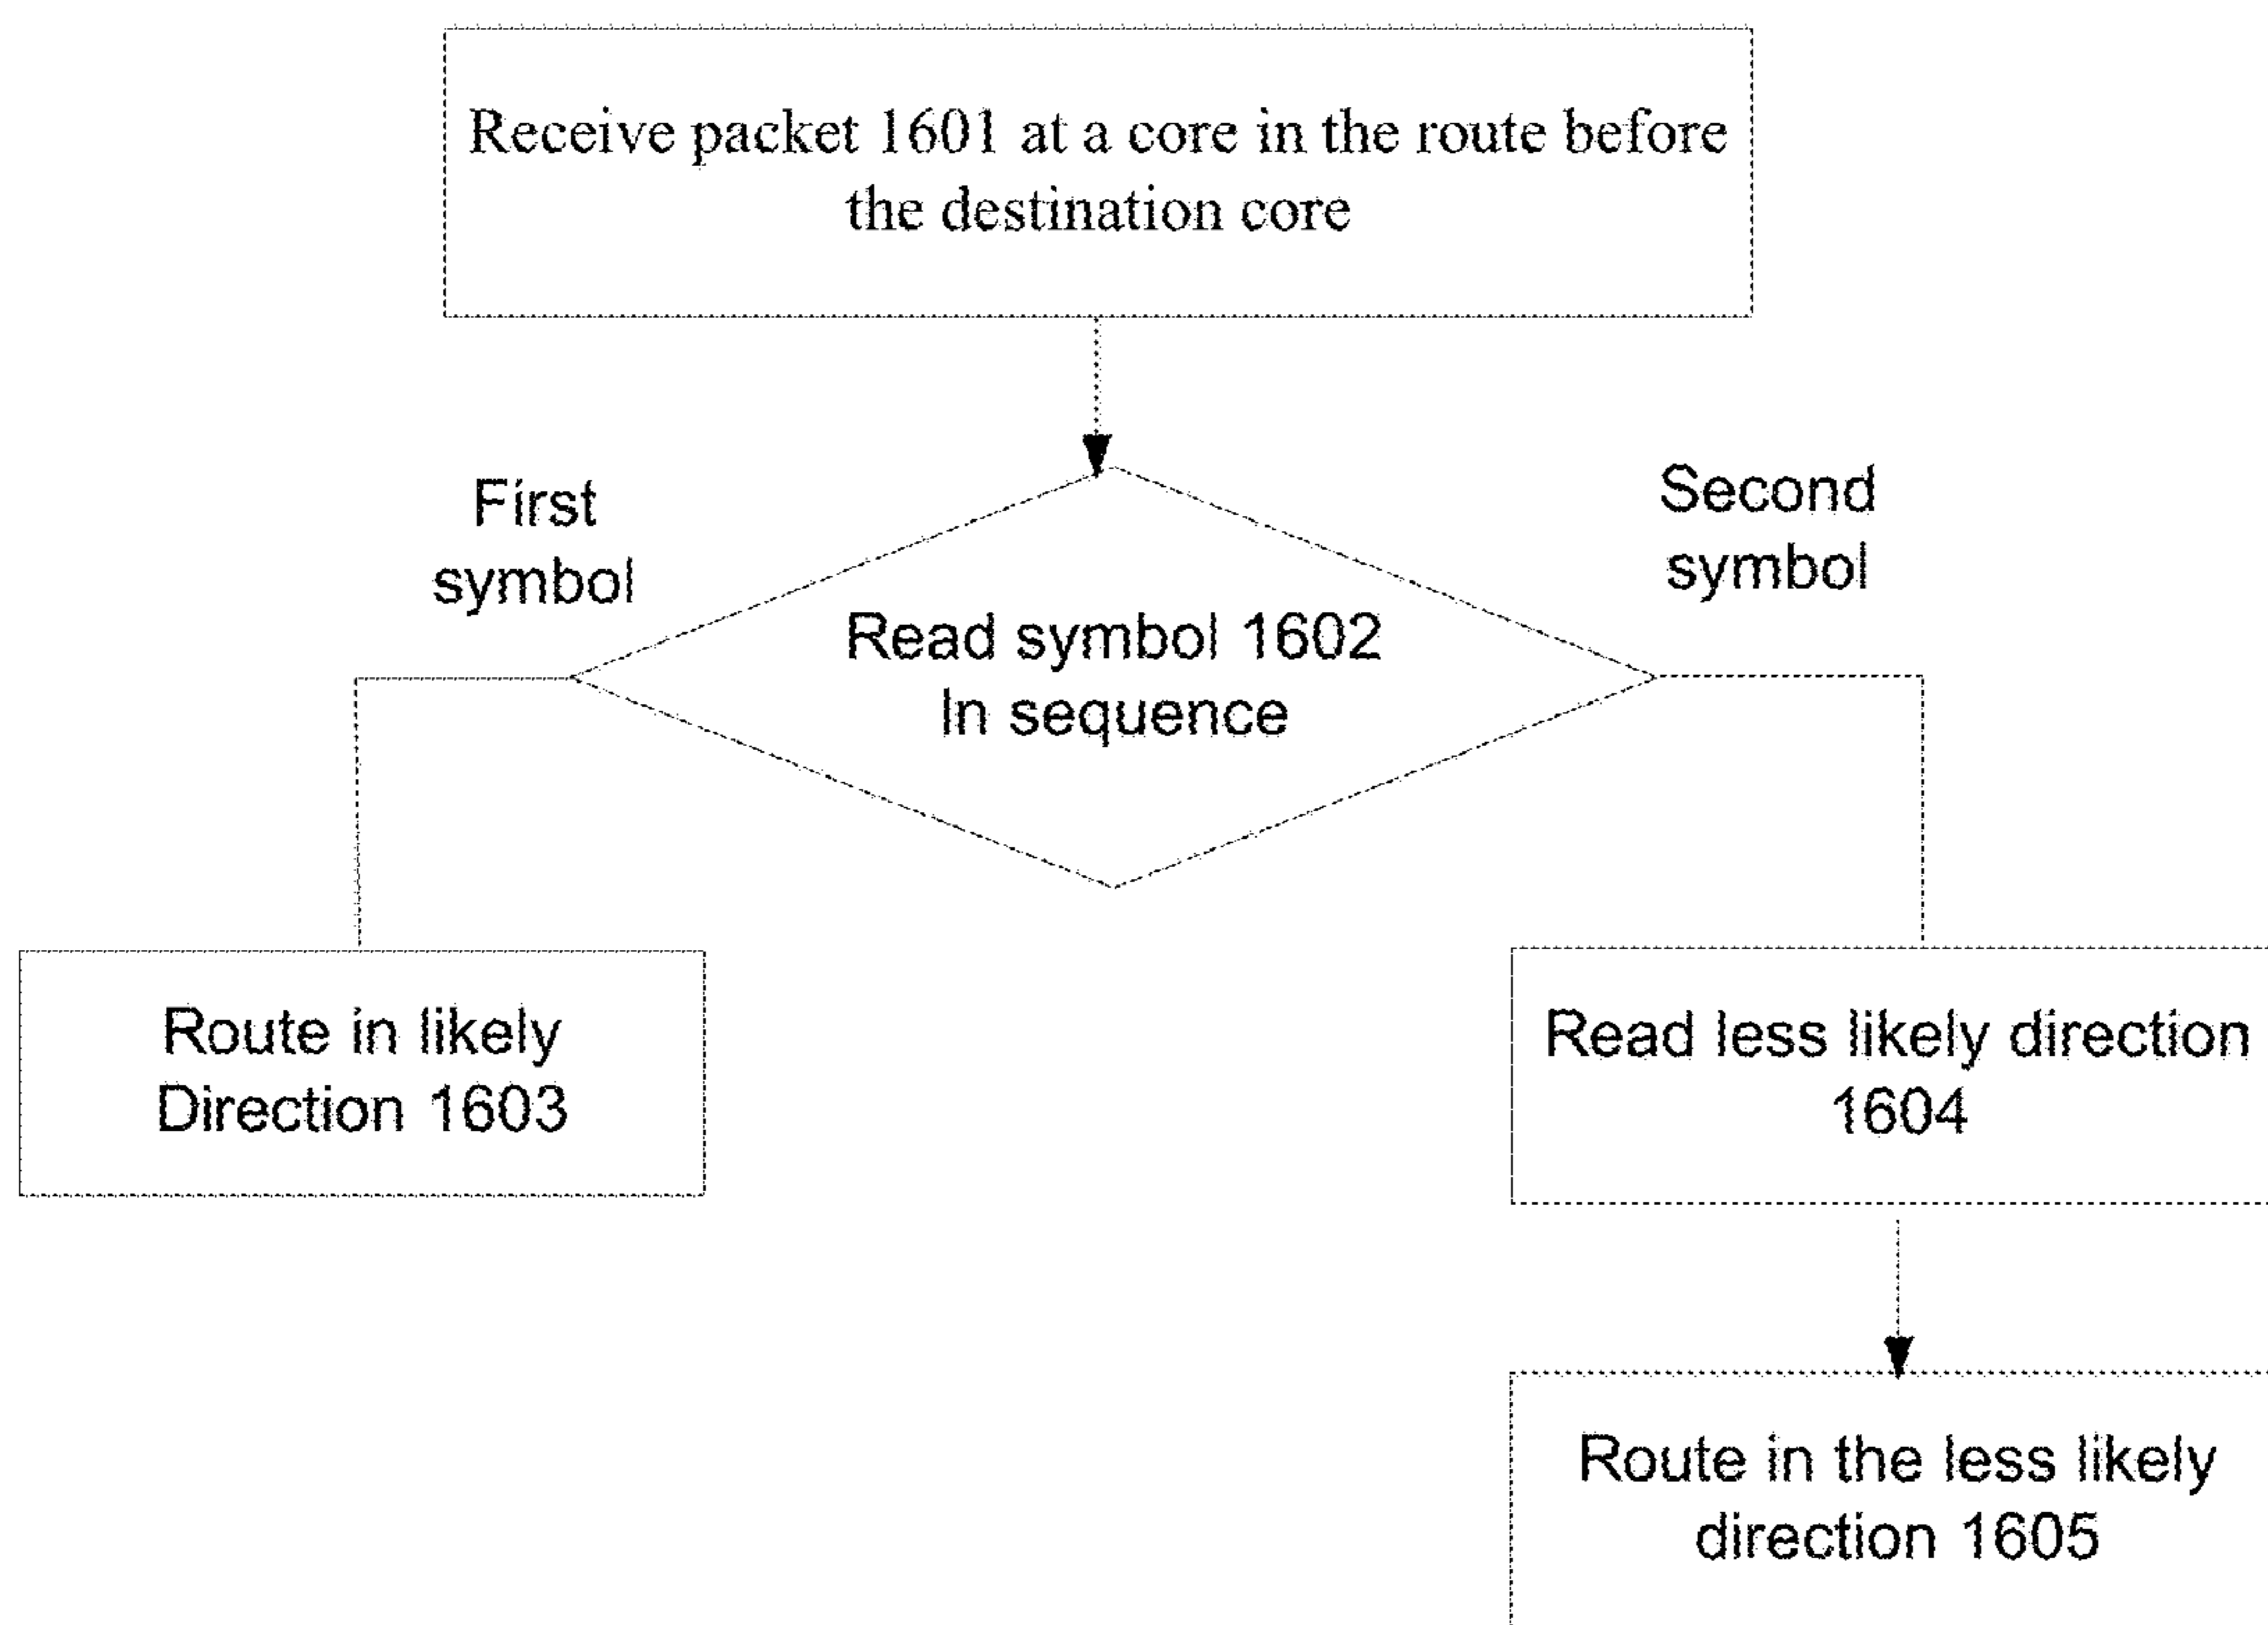 Receive packet 1601 at a core in the route before
the destination core
First
symbol
Second
symbol
Read symbol 1602
In sequence
Route in likely
Direction 1603
Read less likely direction
1604
Route in the less likely
direction 1605